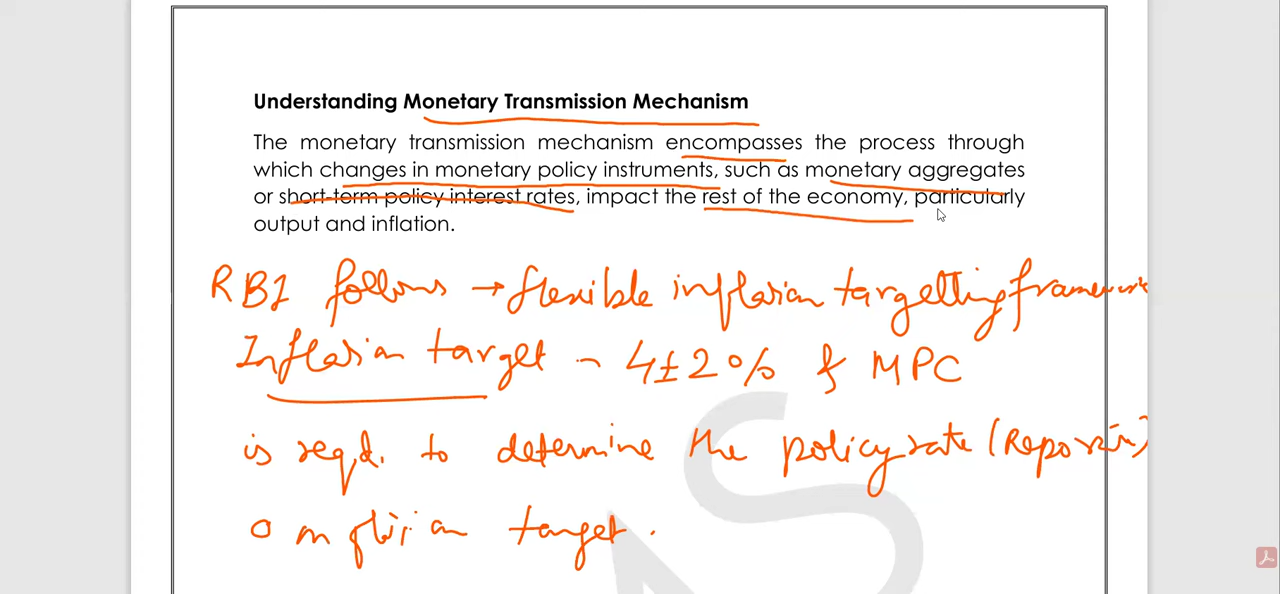 Understanding Monetary Transmission Mechanism
The monetary transmission mechanism encompasses the process through
which changes in monetary policy instruments, such as monetary aggregates
or short-term policy interest rates, impact the rest of the economy, particularly
output and inflation.
RBI follows → flexible inflation targetting framework
Inflation target - 4±2% & MPC
is reqd. to determine the policy rate (Repo
target.